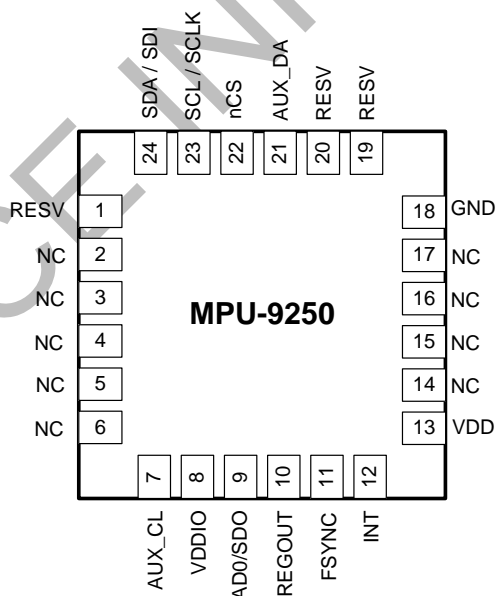 SDA / SDI
SCL / SCLK
nCS
AUX_DA
RESV
RESV
24
23
22
21
20
19
RESV 1
NC 2
NC 3
NC 4
NC 5
NC 6
MPU-9250
18 GND
17 NC
16 NC
15 NC
14 NC
13 VDD
7
8
9
10
11
12
AUX_CL
VDDIO
AD0/SDO
REGOUT
FSYNC
INT